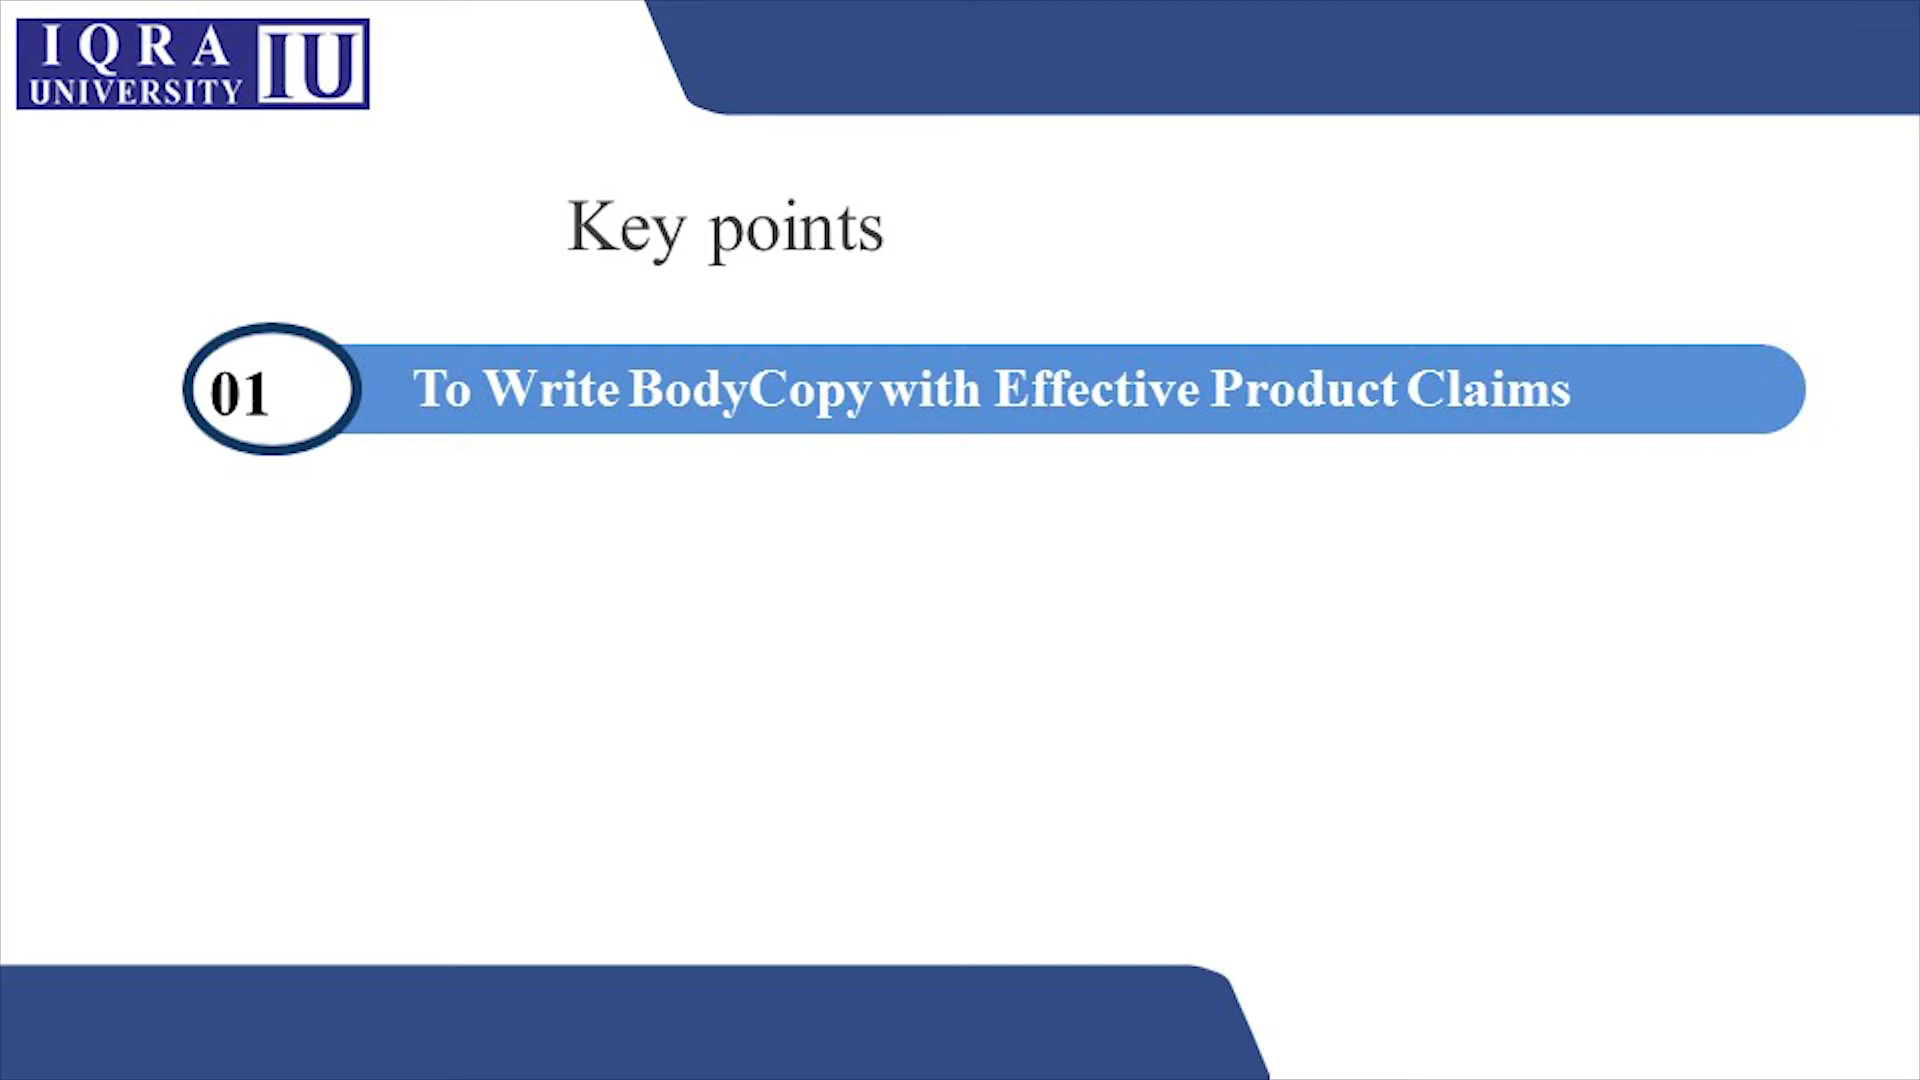 IQRA
UNIVERSITY
IU
Key points
01
To Write BodyCopy with Effective Product Claims